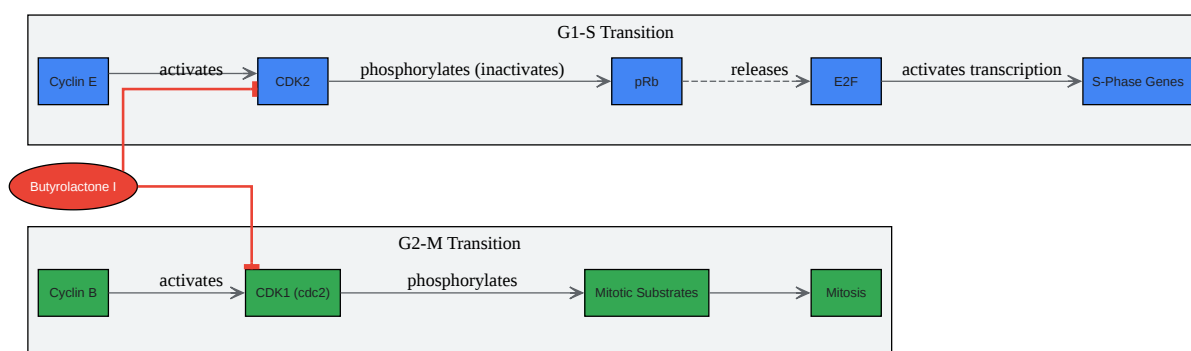 G1-S Transition
Cyclin E
activates
CDK2
phosphorylates (inactivates)
pRb
releases
E2F
activates transcription
S-Phase Genes
Butyrolactone I
G2-M Transition
Cyclin B
activates
CDK1 (cdc2)
phosphorylates
Mitotic Substrates
Mitosis